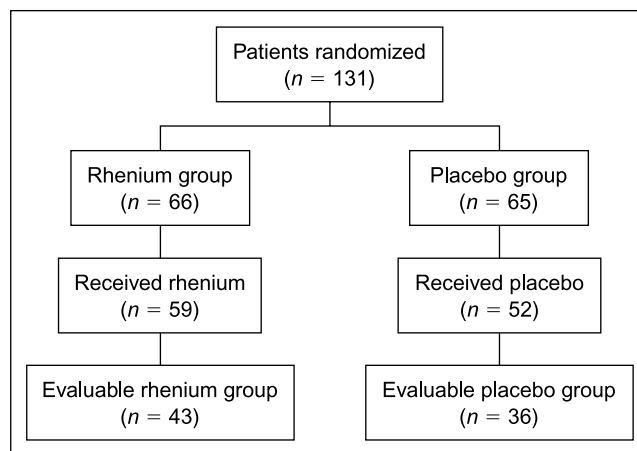 Patients randomized
(n = 131)
Rhenium group
(n = 66)
Placebo group
(n = 65)
Received rhenium
(n = 59)
Received placebo
(n = 52)
Evaluable rhenium group
(n = 43)
Evaluable placebo group
(n = 36)